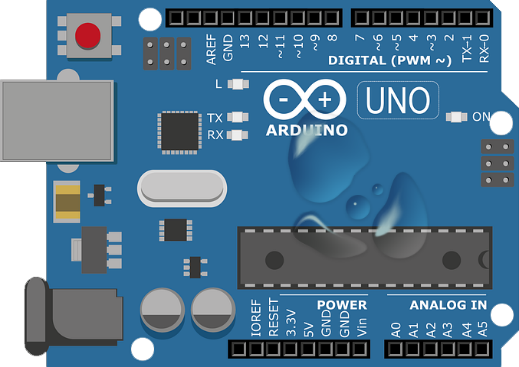 AREF
GND
13
12
~11
~10
~9
8
7
~6
~5
4
~3
2
TX-1
RX-0
DIGITAL (PWM ~)
L
TX
RX
ARDUINO
UNO
ON
POWER
ANALOG IN
IOREF
RESET
3.3V
5V
GND
GND
Vin
A0
A1
A2
A3
A4
A5